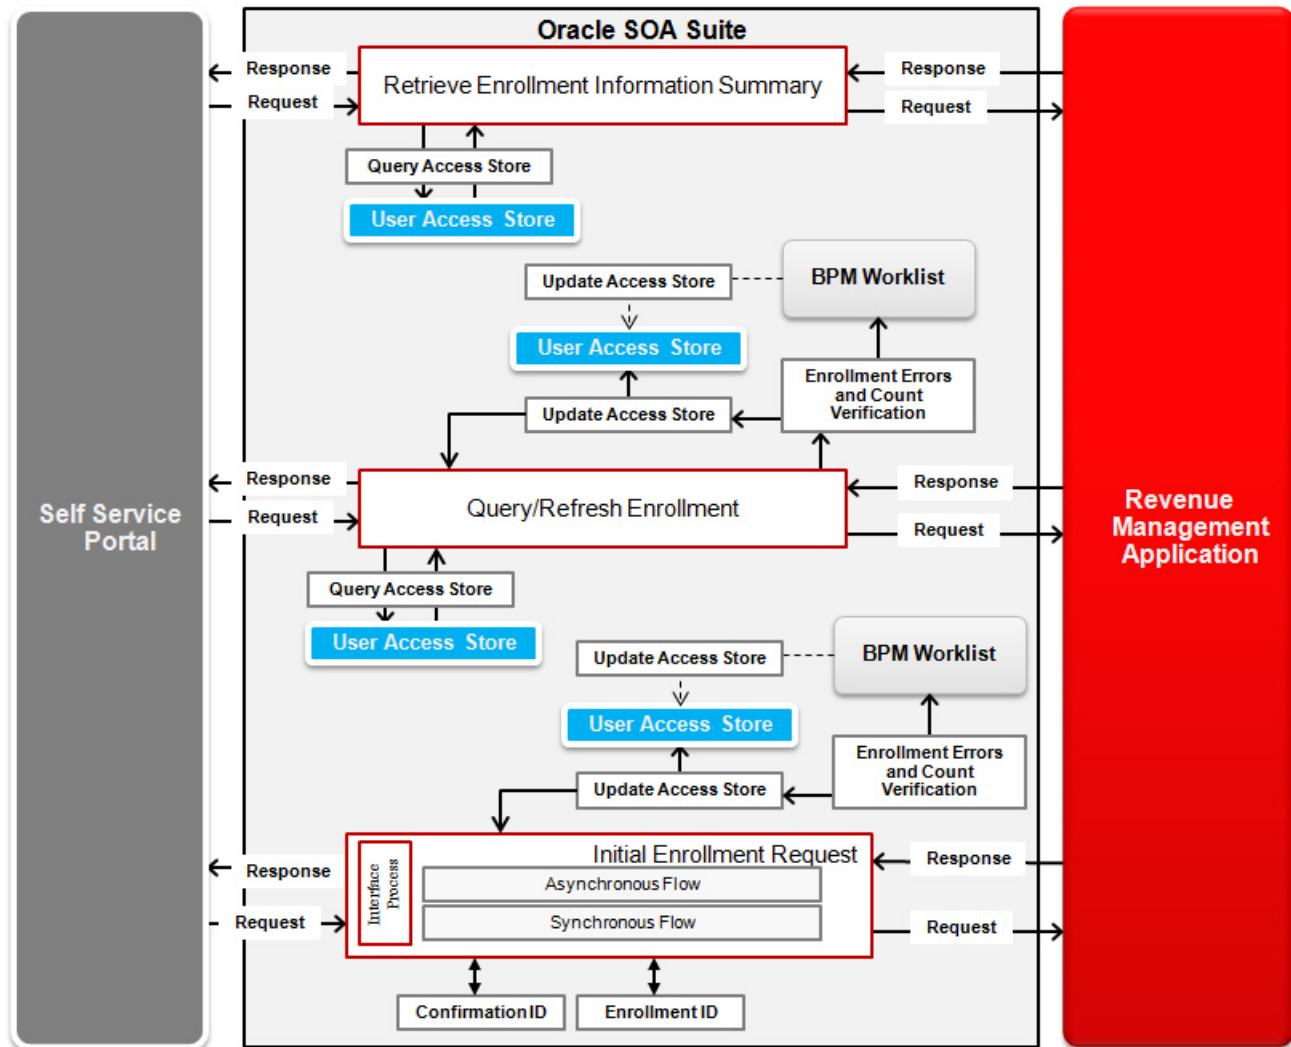 Oracle SOA Suite
Response
Retrieve Enrollment Information Summary
Response
Request
Request
Query Access Store
User Access Store
Update Access Store
BPM Worklist
User Access Store
Enrollment Errors
and Count
Verification
Update Access Store
Response
Query/Refresh Enrollment
Response
Request
Request
Self Service
Portal
Revenue
Management
Application
Query Access Store
User Access Store
Update Access Store
BPM Worklist
User Access Store
Enrollment Errors
and Count
Verification
Update Access Store
Response
Interface
Process
Initial Enrollment Request
Response
Asynchronous Flow
Synchronous Flow
Request
Request
Confirmation ID
Enrollment ID